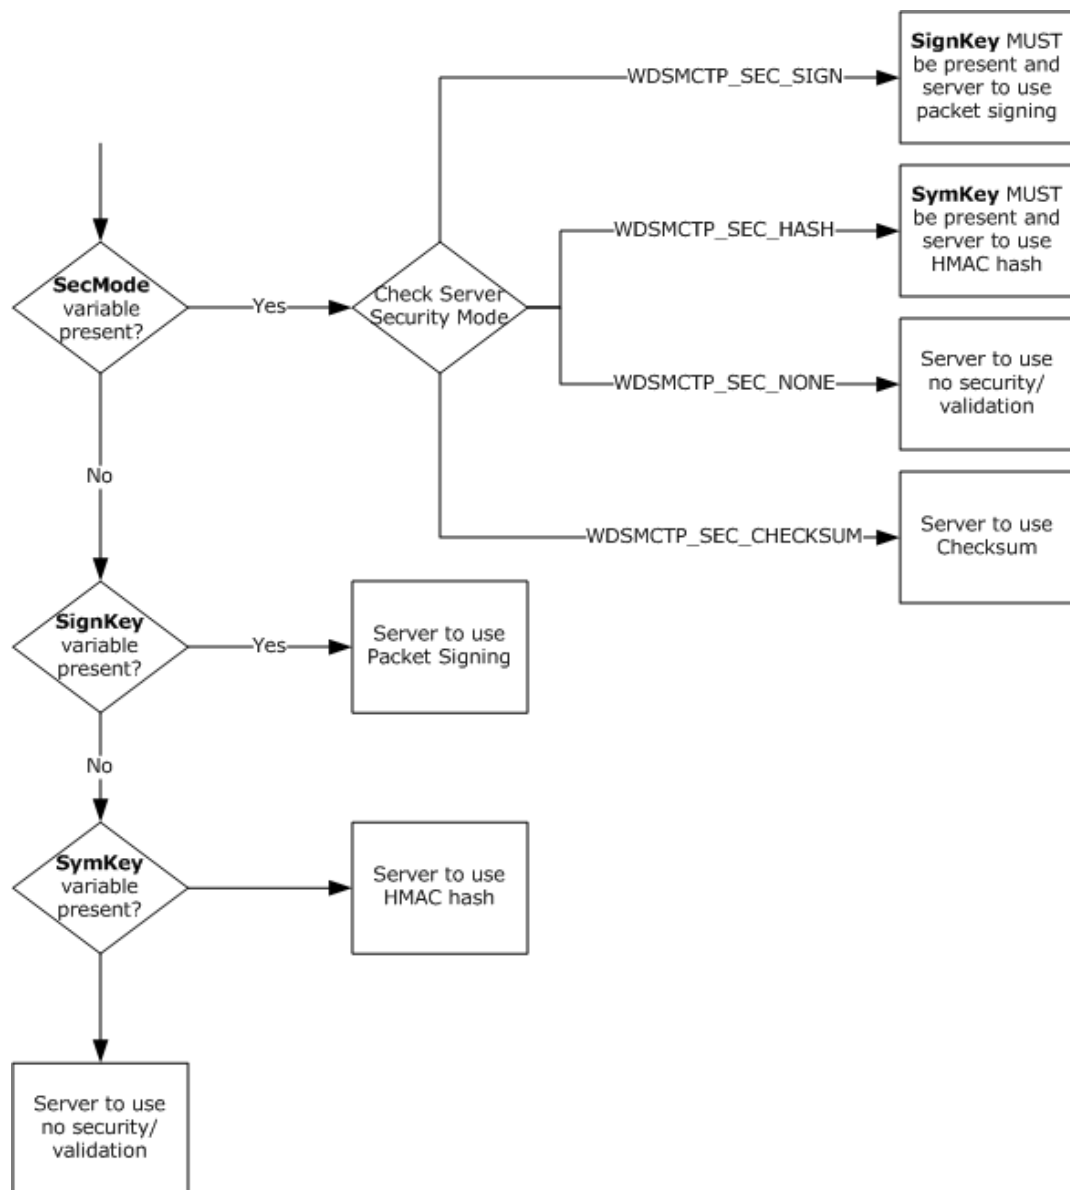 SignKey MUST
be present and
server to use
packet signing
WDSMCTP_SEC_SIGN
SymKey MUST
be present and
server to use
HMAC hash
WDSMCTP_SEC_HASH
SecMode
variable
present?
Yes
Check Server
Security Mode
WDSMCTP_SEC_NONE
Server to use
no security/
validation
No
WDSMCTP_SEC_CHECKSUM
Server to use
Checksum
SignKey
variable
present?
Yes
Server to use
Packet Signing
No
SymKey
variable
present?
Server to use
HMAC hash
Server to use
no security/
validation